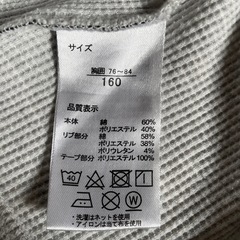 サイズ
胸囲 76~84
160
品質表示
本体 綿 60%
ポリエステル 40%
リブ部分 綿 58%
ポリエステル 38%
ポリウレタン 4%
テープ部分 ポリエステル 100%
40
・洗濯はネットを使用
・アイロンは当て布使用